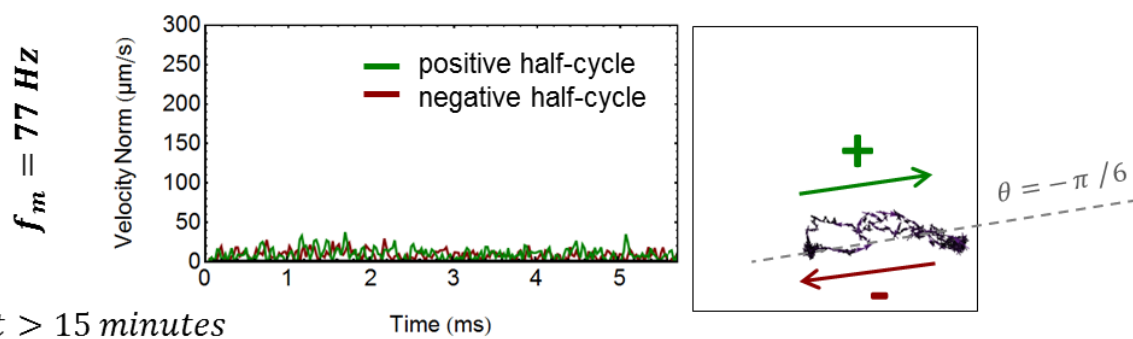 f_m = 77 Hz
Velocity Norm (μm/s)
300
250
200
150
100
50
0
0 1 2 3 4 5
Time (ms)
positive half-cycle
negative half-cycle
+
θ = −π /6
-
t > 15 minutes